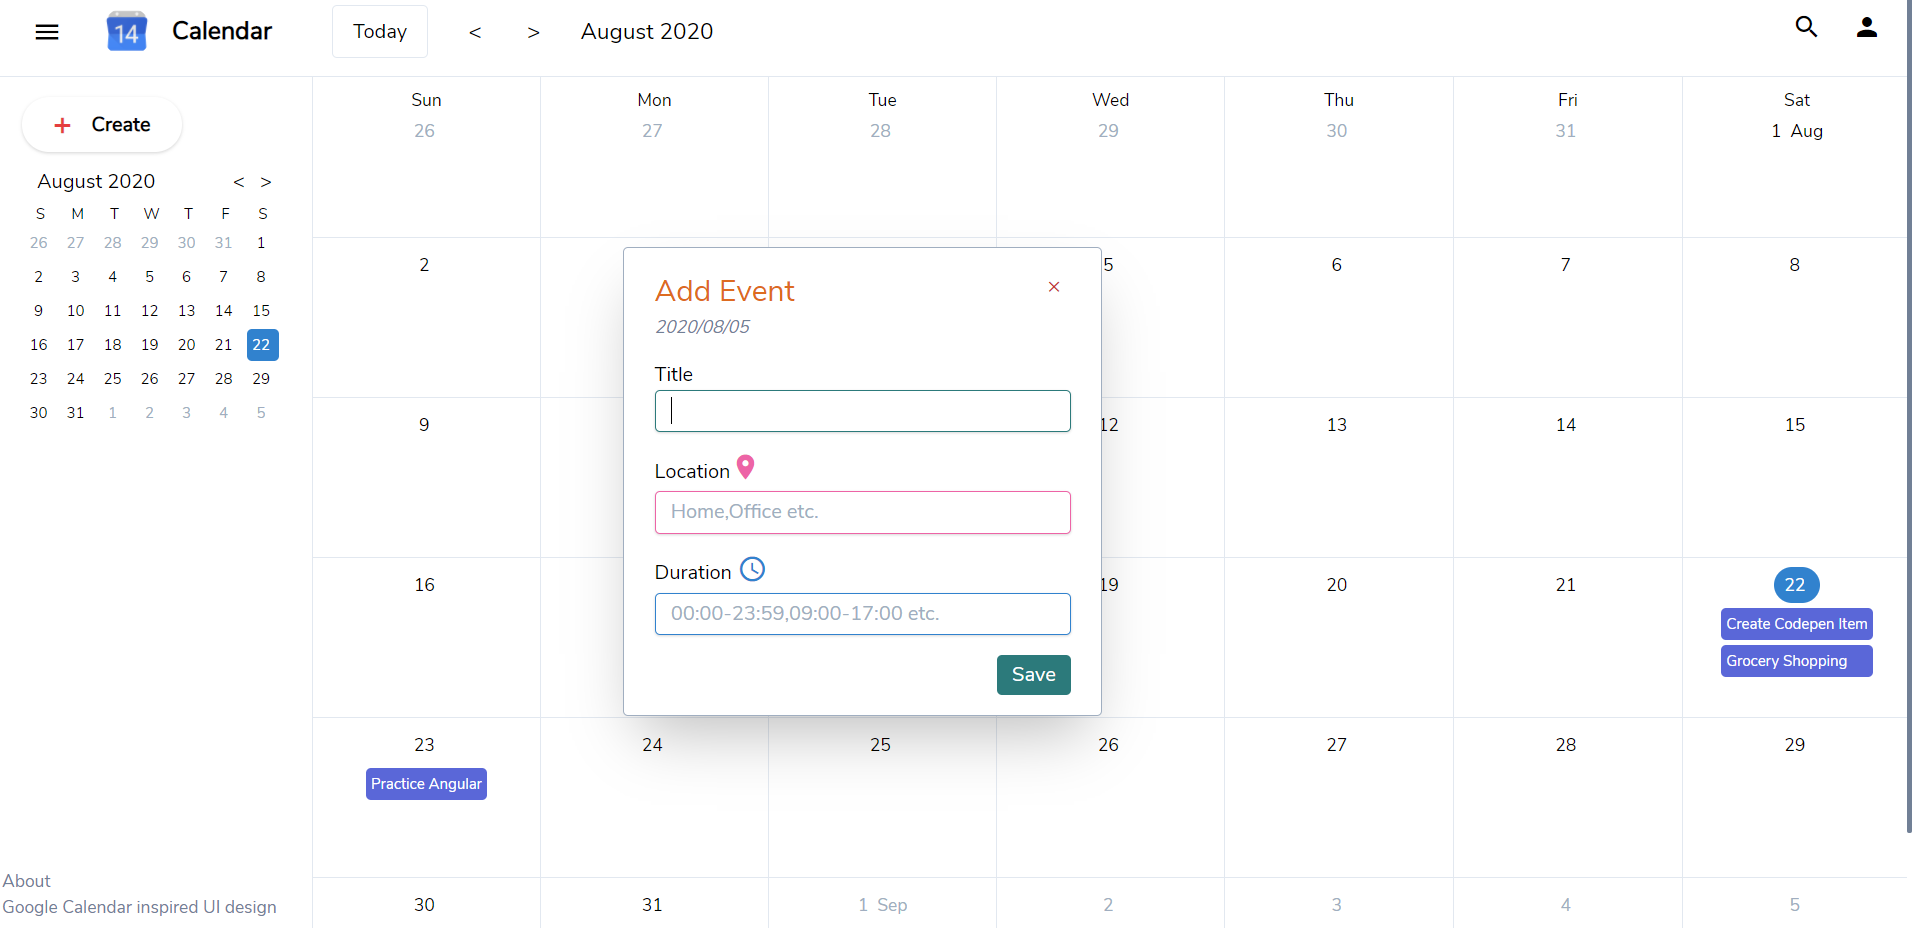 14 Calendar Today < > August 2020
+ Create
August 2020 < >
S M T W T F S
26 27 28 29 30 31 1
2 3 4 5 6 7 8
9 10 11 12 13 14 15
16 17 18 19 20 21 22
23 24 25 26 27 28 29
30 31 1 2 3 4 5
About
Google Calendar inspired UI design
Sun Mon Tue Wed Thu Fri Sat
26 27 28 29 30 31 1 Aug
2 5 6 7 8
9 12 13 14 15
16 19 20 21 22
Create Codepen Item
Grocery Shopping
23 24 25 26 27 28 29
Practice Angular
30 31 1 Sep 2 3 4 5
Add Event ×
2020/08/05
Title
Location
Home,Office etc.
Duration
00:00-23:59,09:00-17:00 etc.
Save